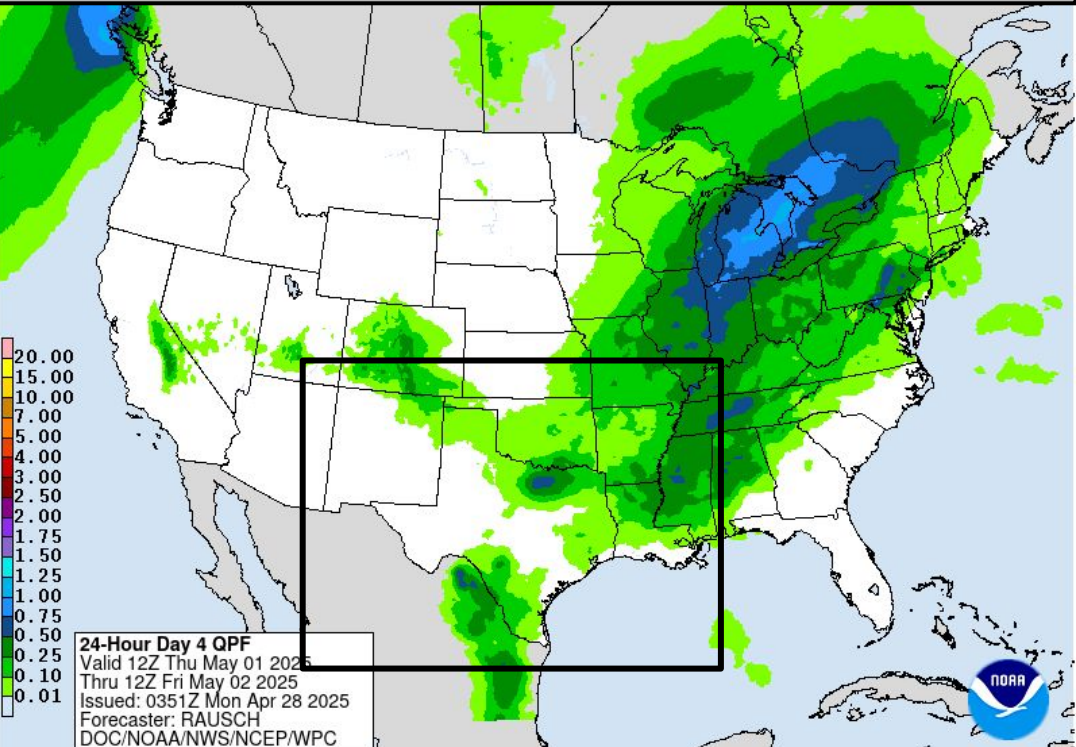 20.00
15.00
10.00
7.00
5.00
4.00
3.00
2.50
2.00
1.75
1.50
1.25
1.00
0.75
0.50
0.25
0.10
0.01
24-Hour Day 4 QPF
Valid 12Z Thu May 01 2025
Thru 12Z Fri May 02 2025
Issued: 0351Z Mon Apr 28 2025
Forecaster: RAUSCH
DOC/NOAA/NWS/NCEP/WPC
NOAA